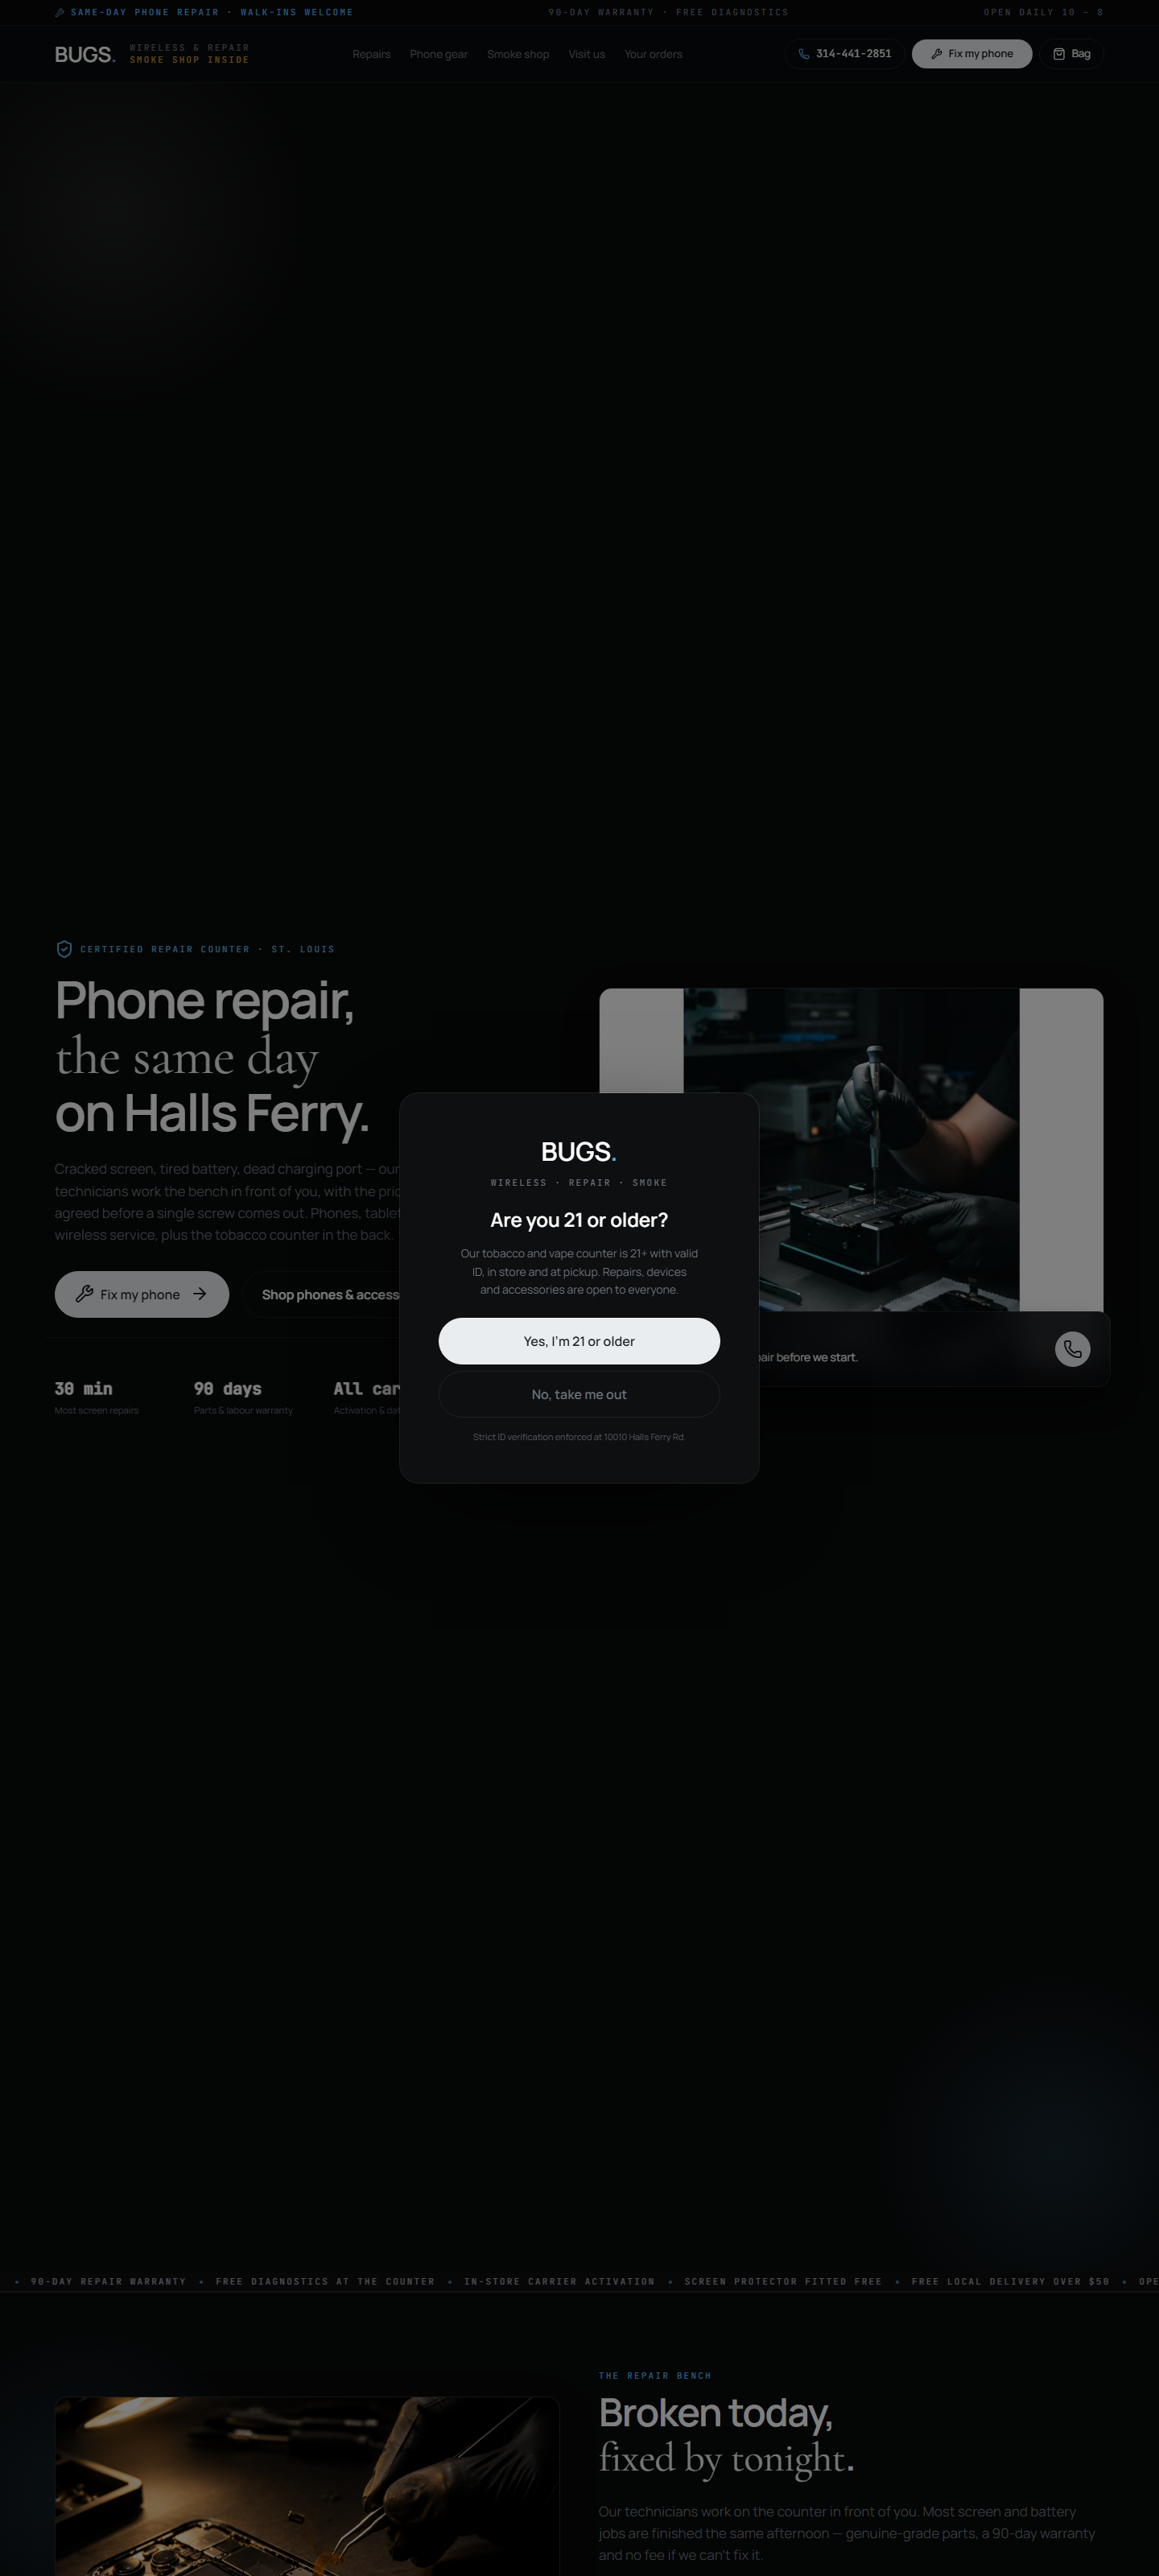 SAME-DAY PHONE REPAIR · WALK-INS WELCOME
90-DAY WARRANTY · FREE DIAGNOSTICS
OPEN DAILY 10 – 8
BUGS.
WIRELESS & REPAIR
SMOKE SHOP INSIDE
Repairs
Phone gear
Smoke shop
Visit us
Your orders
314-441-2851
Fix my phone
Bag
CERTIFIED REPAIR COUNTER · ST. LOUIS
Phone repair,
the same day
on Halls Ferry.
Cracked screen, tired battery, dead charging port — our
technicians work the bench in front of you, with the
agreed before a single screw comes out. Phones,
wireless service, plus the tobacco counter in the back.
Fix my phone
Shop phones &
30 min
Most screen repairs
90 days
Parts & labour warranty
All
Activation &
BUGS.
WIRELESS · REPAIR · SMOKE
Are you 21 or older?
Our tobacco and vape counter is 21+ with valid
ID, in store and at pickup. Repairs, devices
and accessories are open to everyone.
Yes, I'm 21 or older
No, take me out
Strict ID verification enforced at 10010 Halls Ferry Rd.
before we start.
• 90-DAY REPAIR WARRANTY • FREE DIAGNOSTICS AT THE COUNTER • IN-STORE CARRIER ACTIVATION • SCREEN PROTECTOR FITTED FREE • FREE LOCAL DELIVERY OVER $50 •
THE REPAIR BENCH
Broken today,
fixed by tonight.
Our technicians work on the counter in front of you. Most screen and battery
jobs are finished the same afternoon — genuine-grade parts, a 90-day warranty
and no fee if we can't fix it.